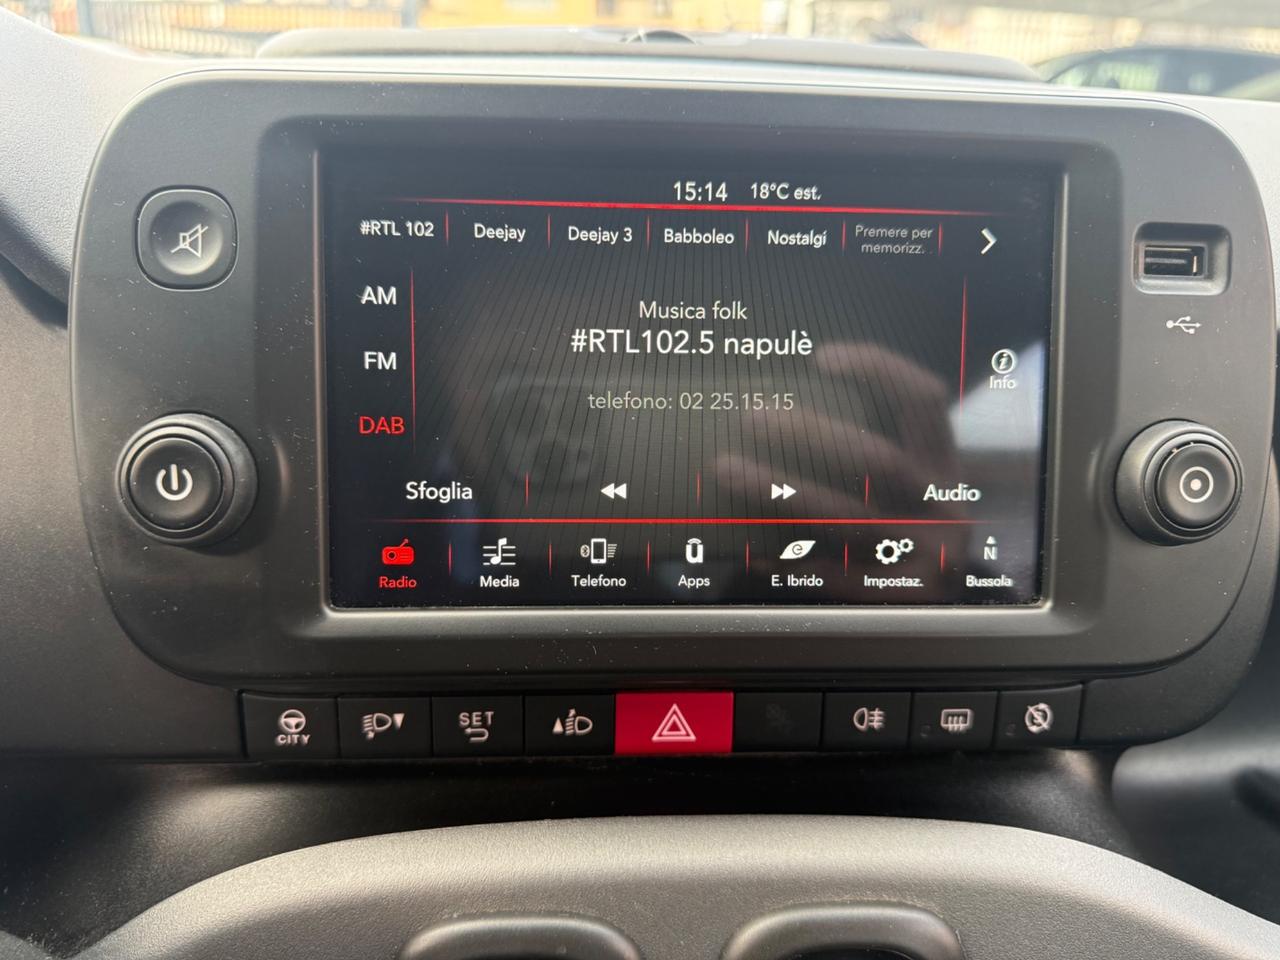 15:14 18°C est.
#RTL 102 Deejay Deejay 3 Babboleo Nostalgi Premere per
memorizz.
AM
Musica folk
#RTL102.5 napulè
FM
Info
telefono: 02 25.15.15
DAB
Sfoglia Audio
Radio Media Telefono Apps E. Ibrido Impostaz. Bussola
N
CITY SET